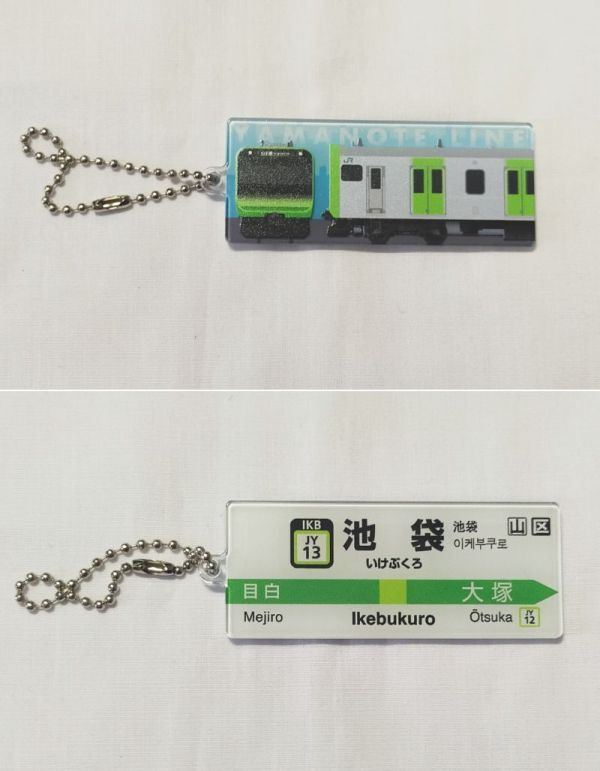 YAMANOTE LINE
JR
IKB
JY
13
池袋
いけぶくろ
池袋
이케부쿠로
山 区
目白
大塚
Mejiro
Ikebukuro
Ōtsuka
JY
12